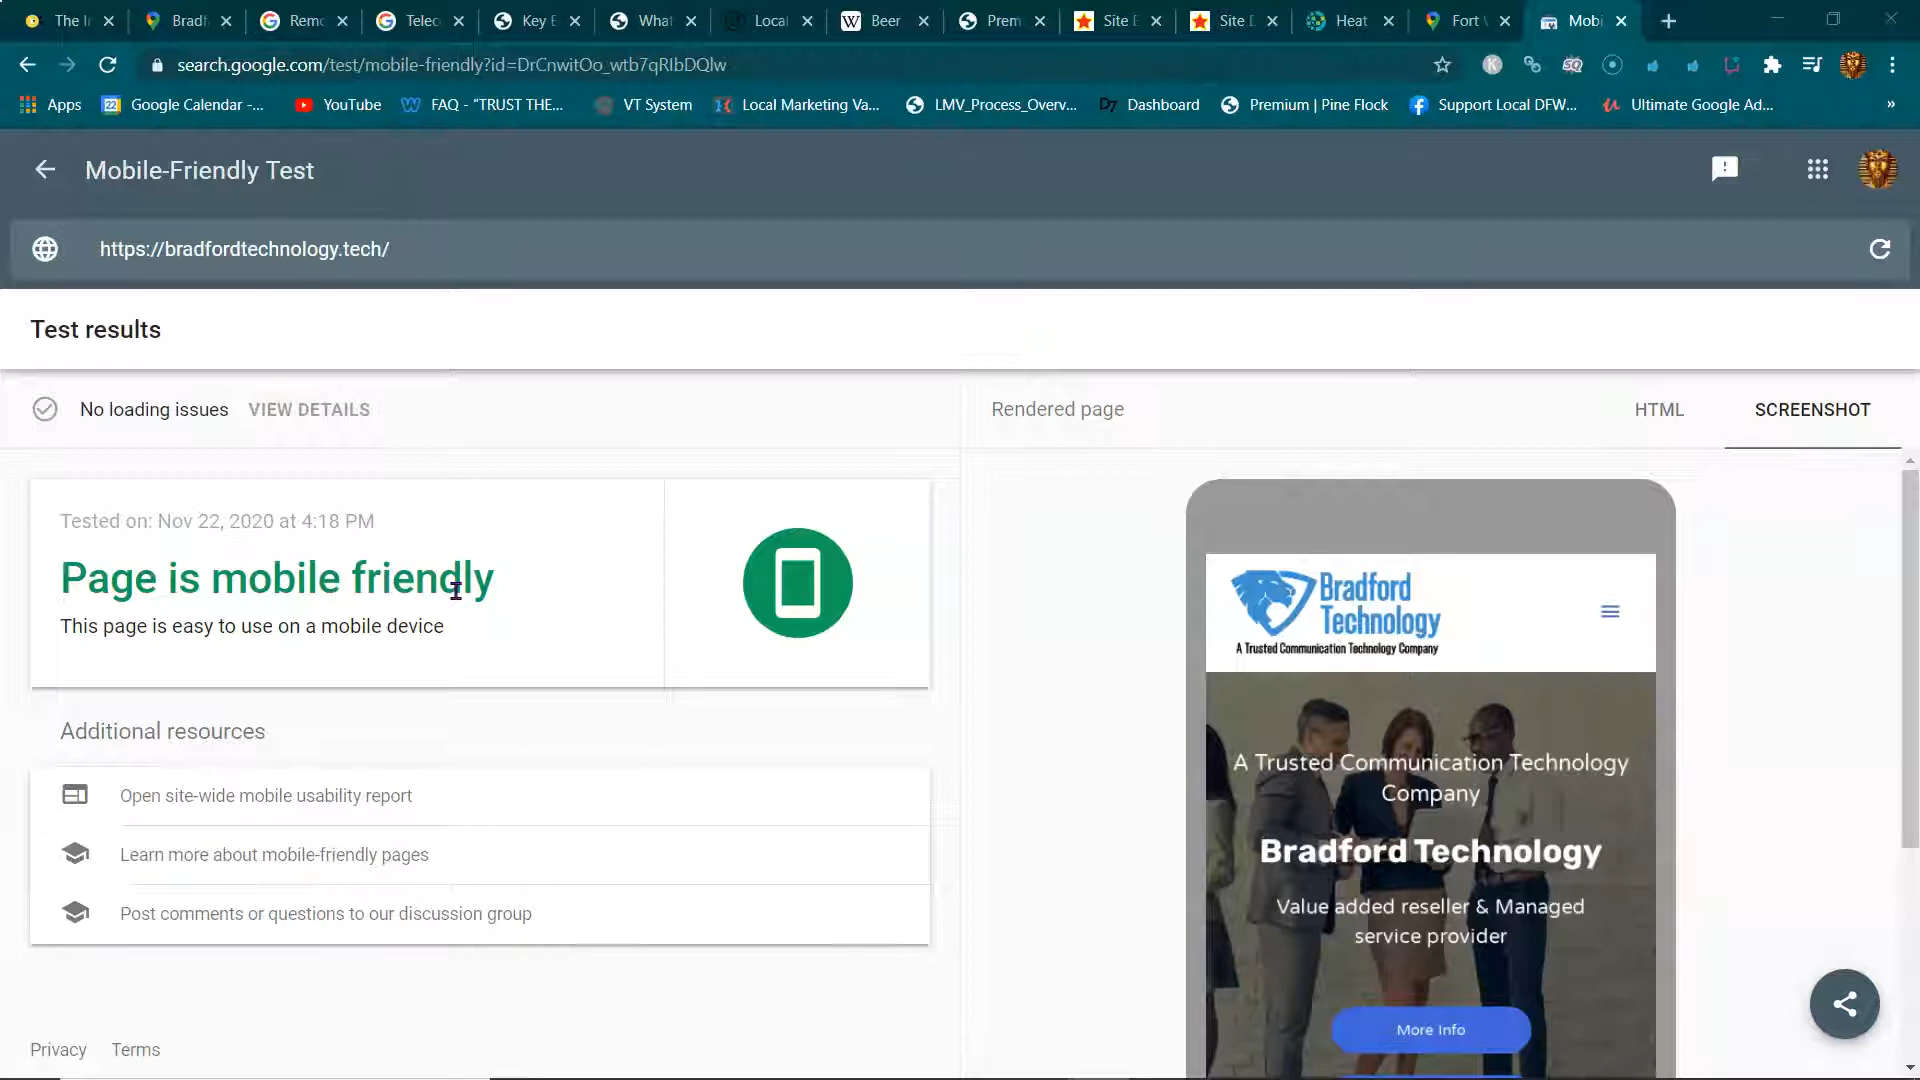 The I
Bradf
Remo
Telec
Key E
What
Local
Beer
Prem
Site E
Site D
Heat
Fort
Mobi
search.google.com/test/mobile-friendly?id=DrCnwitOo_wtb7qRIbDQlw
Apps
22
Google Calendar -...
YouTube
FAQ - "TRUST THE...
VT System
Local Marketing Va...
LMV_Process_Overv...
D7
Dashboard
Premium | Pine Flock
Support Local DFW...
Ultimate Google Ad...
»
Mobile-Friendly Test
https://bradfordtechnology.tech/
Test results
No loading issues VIEW DETAILS
Rendered page
HTML
SCREENSHOT
Tested on: Nov 22, 2020 at 4:18 PM
Page is mobile friendly
This page is easy to use on a mobile device
Additional resources
Open site-wide mobile usability report
Learn more about mobile-friendly pages
Post comments or questions to our discussion group
Privacy Terms
Bradford
Technology
A Trusted Communication Technology Company
A Trusted Communication Technology
Company
Bradford Technology
Value added reseller & Managed
service provider
More Info